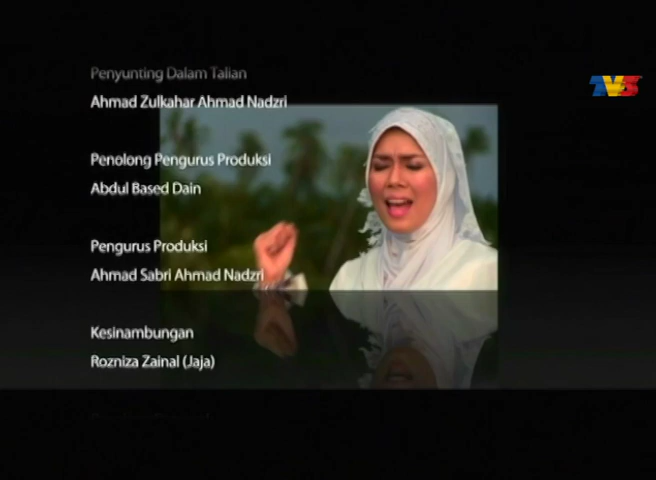 Penyunting Dalam Talian
TV3
Ahmad Zulkahar Ahmad Nadzri
Penolong Pengurus Produksi
Abdul Based Dain
Pengurus Produksi
Ahmad Sabri Ahmad Nadzri
Kesinambungan
Rozniza Zainal (Jaja)